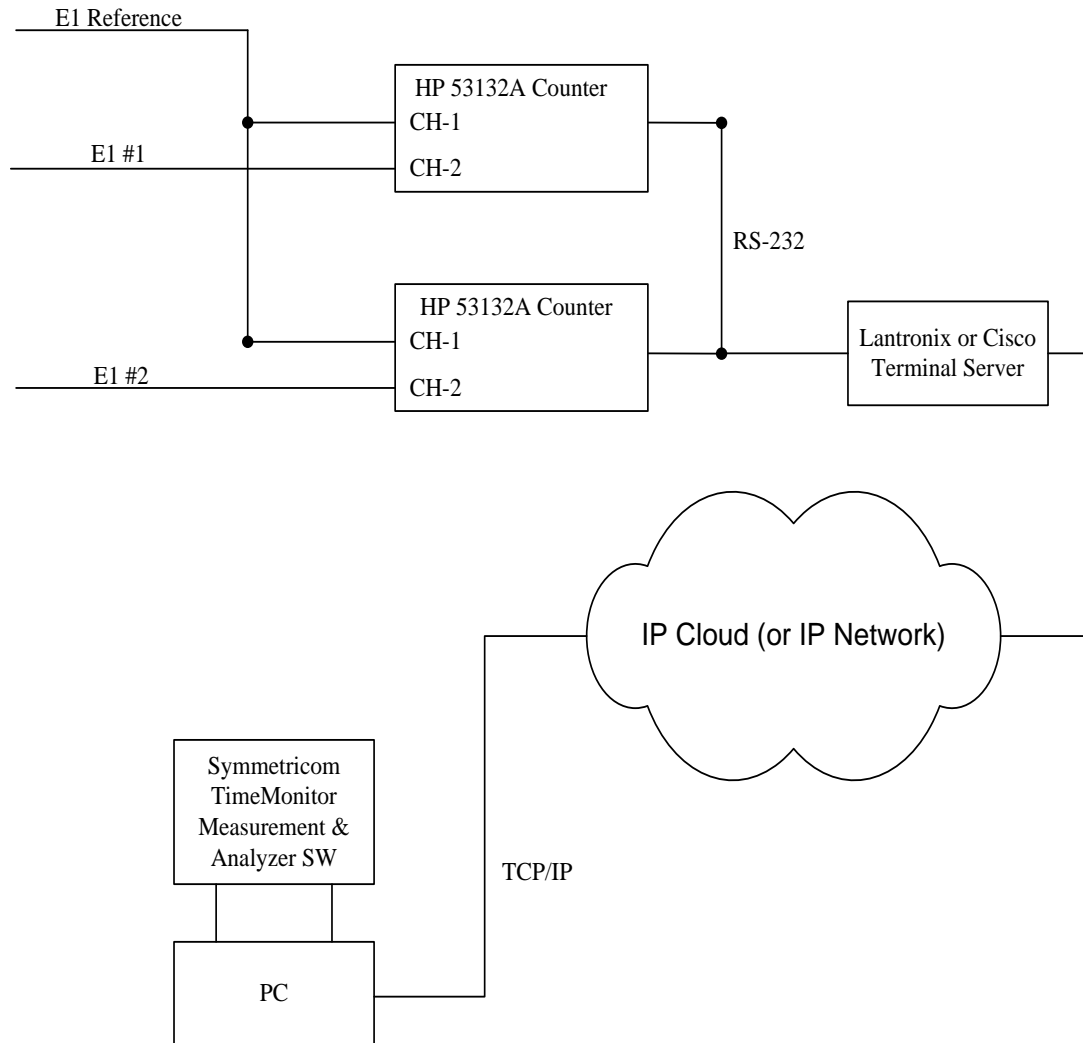 E1 Reference
HP 53132A Counter
CH-1
E1 #1
CH-2
RS-232
HP 53132A Counter
CH-1
E1 #2
CH-2
Lantronix or Cisco
Terminal Server
IP Cloud (or IP Network)
Symmetricom
TimeMonitor
Measurement &
Analyzer SW
TCP/IP
PC